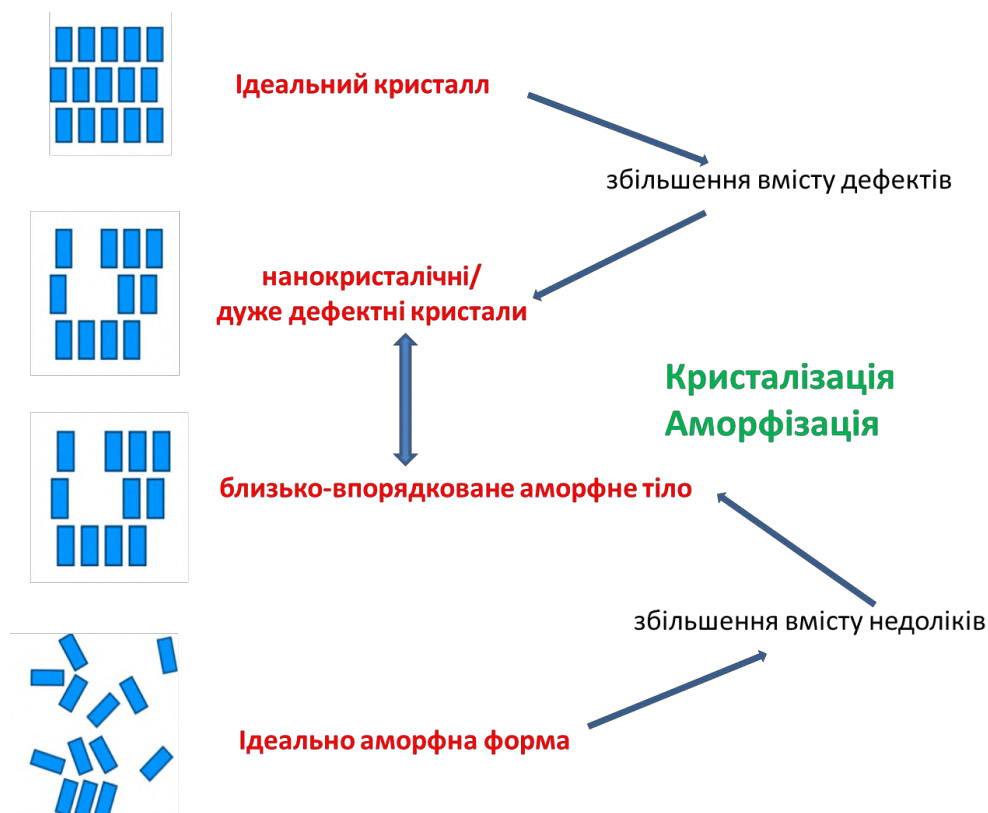 Ідеальний кристалл
збільшення вмісту дефектів
нанокристалічні/
дуже дефектні кристали
Кристалізація
Аморфізація
близько-впорядковане аморфне тіло
збільшення вмісту недоліків
Ідеально аморфна форма